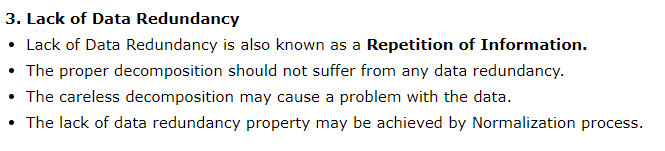 3. Lack of Data Redundancy
• Lack of Data Redundancy is also known as a Repetition of Information.
• The proper decomposition should not suffer from any data redundancy.
• The careless decomposition may cause a problem with the data.
• The lack of data redundancy property may be achieved by Normalization process.